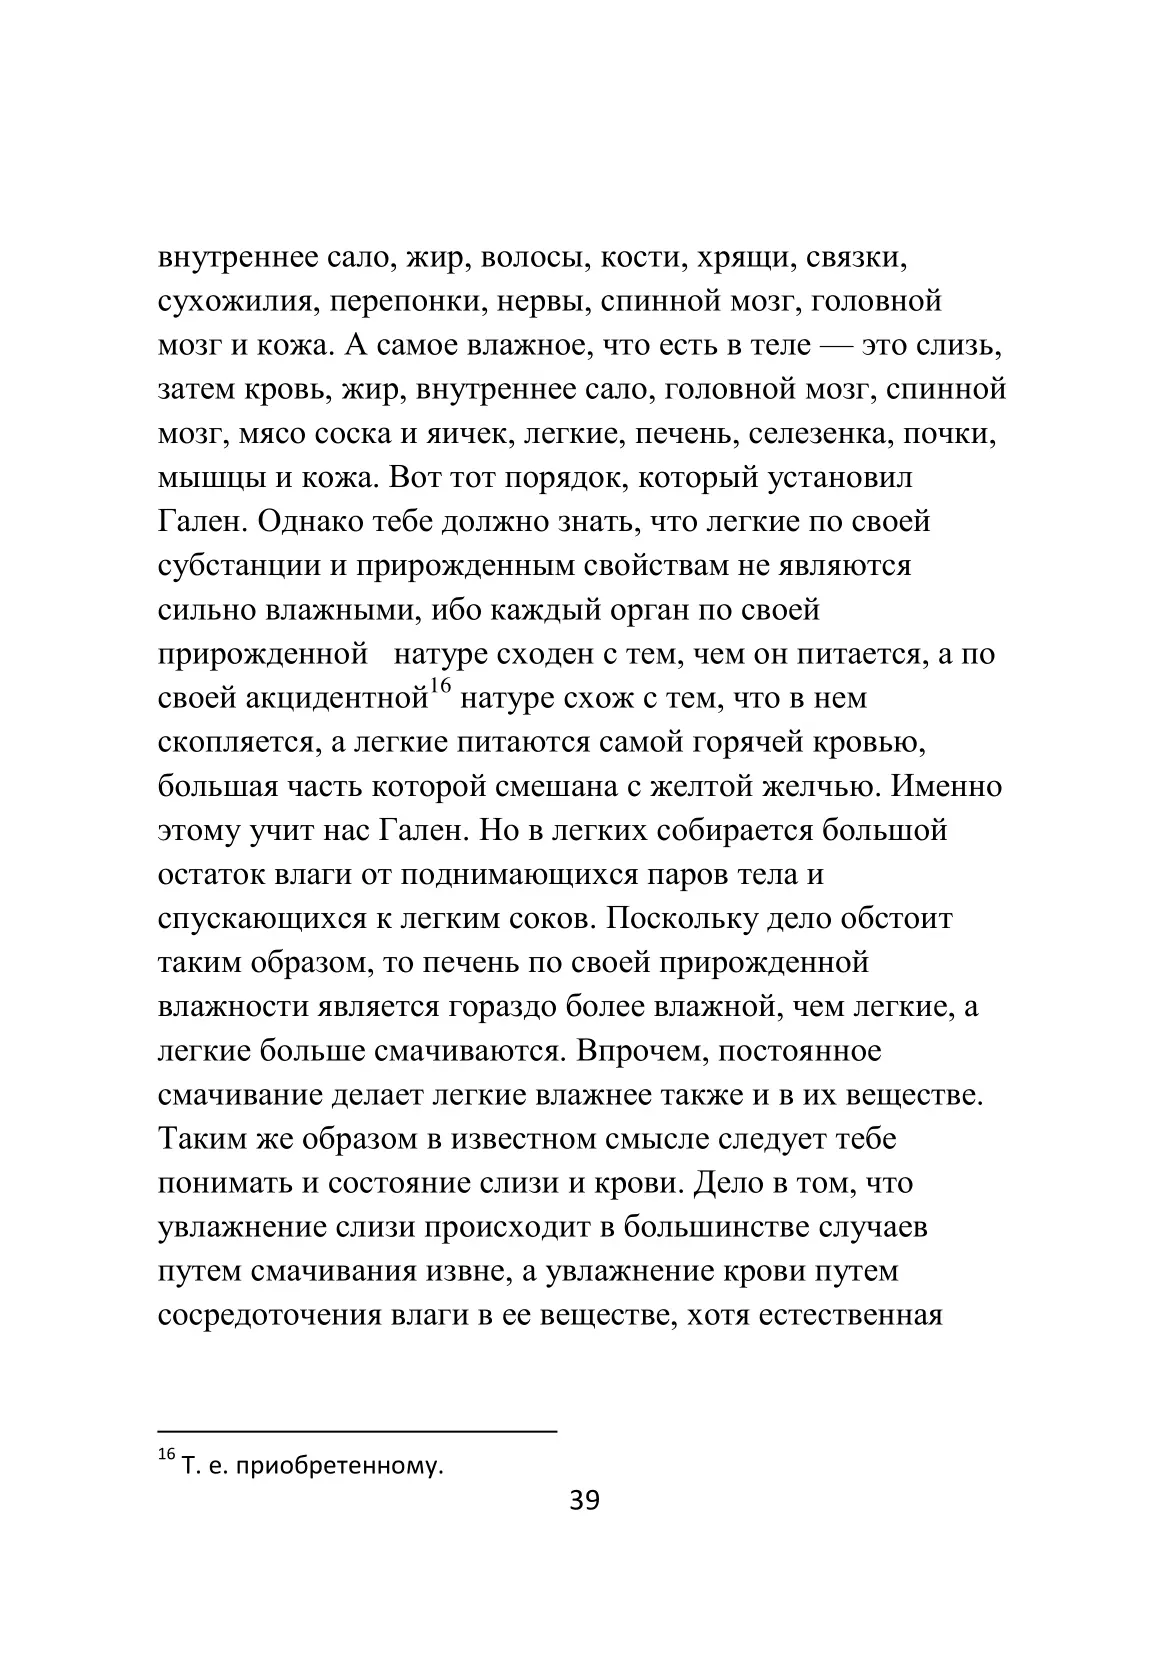 внутреннее сало, жир, волосы, кости, хрящи, связки,
сухожилия, перепонки, нервы, спинной мозг, головной
мозг и кожа. А самое влажное, что есть в теле — это слизь,
затем кровь, жир, внутреннее сало, головной мозг, спинной
мозг, мясо соска и яичек, легкие, печень, селезенка, почки,
мышцы и кожа. Вот тот порядок, который установил
Гален. Однако тебе должно знать, что легкие по своей
субстанции и прирожденным свойствам не являются
сильно влажными, ибо каждый орган по своей
прирожденной натуре сходен с тем, чем он питается, а по
своей акцидентной16 натуре схож с тем, что в нем
скопляется, а легкие питаются самой горячей кровью,
большая часть которой смешана с желтой желчью. Именно
этому учит нас Гален. Но в легких собирается большой
остаток влаги от поднимающихся паров тела и
спускающихся к легким соков. Поскольку дело обстоит
таким образом, то печень по своей прирожденной
влажности является гораздо более влажной, чем легкие, а
легкие больше смачиваются. Впрочем, постоянное
смачивание делает легкие влажнее также и в их веществе.
Таким же образом в известном смысле следует тебе
понимать и состояние слизи и крови. Дело в том, что
увлажнение слизи происходит в большинстве случаев
путем смачивания извне, а увлажнение крови путем
сосредоточения влаги в ее веществе, хотя естественная
16 Т. е. приобретенному.
39